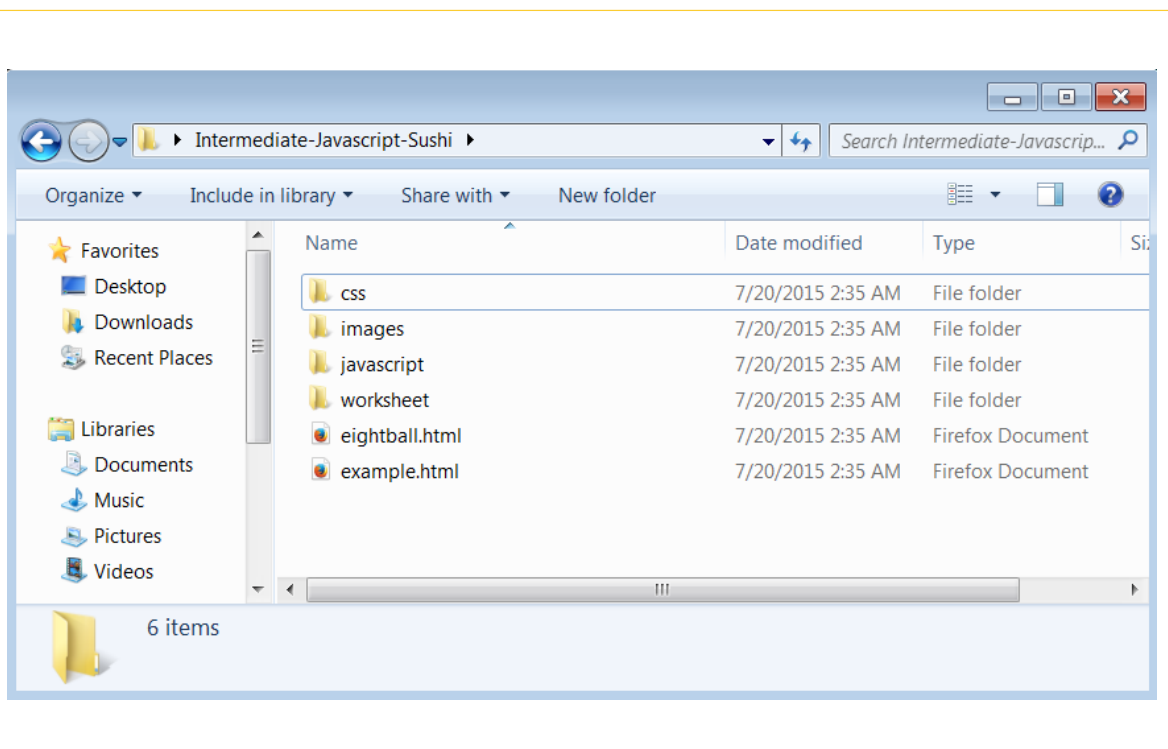 Intermediate-Javascript-Sushi
Search Intermediate-Javascrip...
Organize Include in library Share with New folder
Favorites
Desktop
Downloads
Recent Places
Libraries
Documents
Music
Pictures
Videos
Name Date modified Type Siz
css 7/20/2015 2:35 AM File folder
images 7/20/2015 2:35 AM File folder
javascript 7/20/2015 2:35 AM File folder
worksheet 7/20/2015 2:35 AM File folder
eightball.html 7/20/2015 2:35 AM Firefox Document
example.html 7/20/2015 2:35 AM Firefox Document
6 items